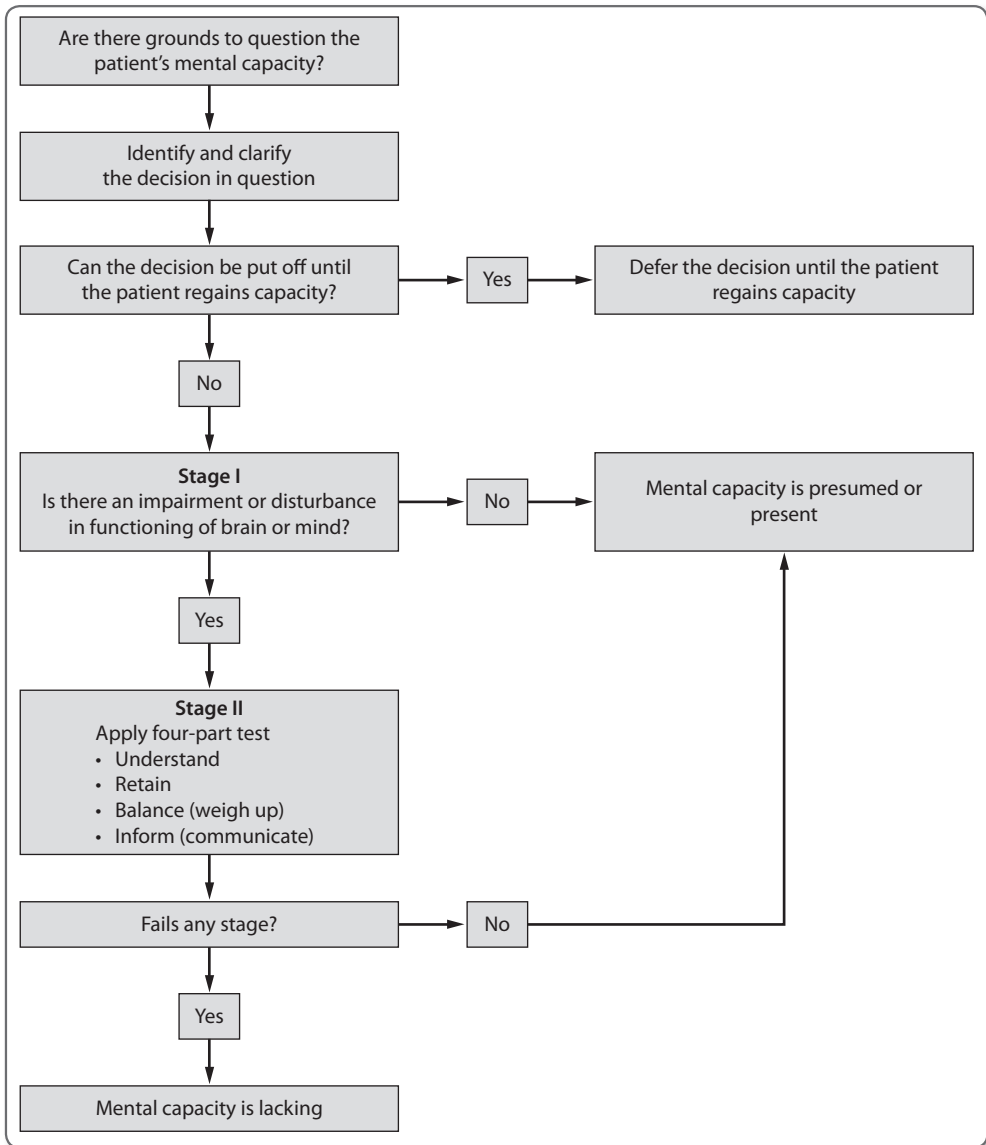 Are there grounds to question the
patient’s mental capacity?
Identify and clarify
the decision in question
Can the decision be put off until
the patient regains capacity?
Yes
Defer the decision until the patient
regains capacity
No
Stage I
Is there an impairment or disturbance
in functioning of brain or mind?
No
Mental capacity is presumed or
present
Yes
Stage II
Apply four-part test
• Understand
• Retain
• Balance (weigh up)
• Inform (communicate)
Fails any stage?
No
Yes
Mental capacity is lacking